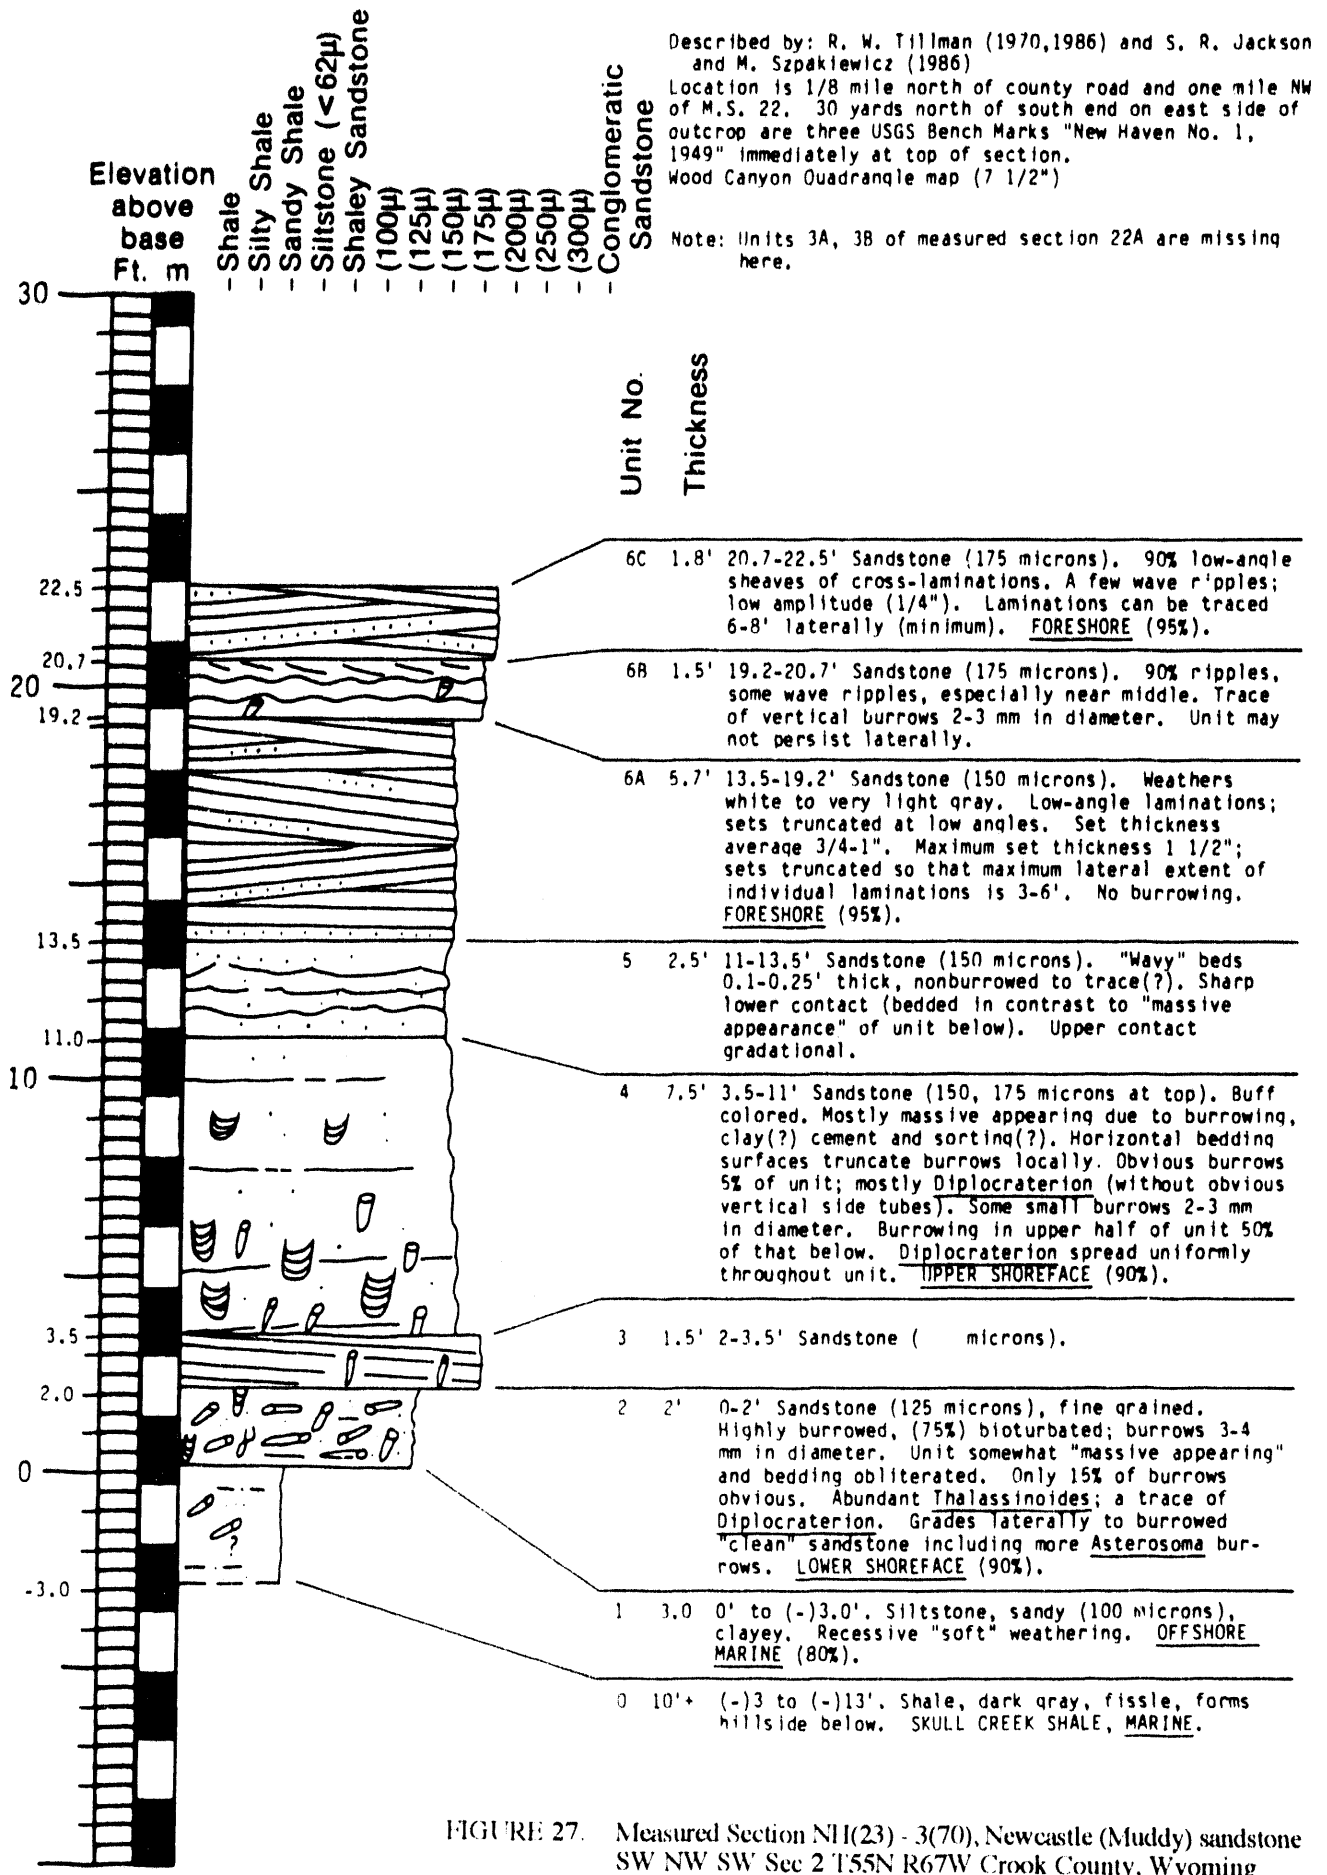 Described by: R. W. Tillman (1970,1986) and S. R. Jackson
and M. Szpakiewicz (1986)
Location is 1/8 mile north of county road and one mile NW
of M.S. 22. 30 yards north of south end on east side of
outcrop are three USGS Bench Marks "New Haven No. 1,
1949" immediately at top of section.
Wood Canyon Quadrangle map (7 1/2")
Note: Units 3A, 3B of measured section 22A are missing
here.
Elevation
above
base
Ft. m
- Shale
- Silty Shale
- Sandy Shale
- Siltstone (<62µ)
- Shaley Sandstone
- (100µ)
- (125µ)
- (150µ)
- (175µ)
- (200µ)
- (250µ)
- (300µ)
- Conglomeratic
Sandstone
30
22.5
20.7
20
19.2
13.5
11.0
10
3.5
2.0
0
-3.0
?
Unit No.
Thickness
6C 1.8' 20.7-22.5' Sandstone (175 microns). 90% low-angle
sheaves of cross-laminations. A few wave ripples;
low amplitude (1/4"). Laminations can be traced
6-8' laterally (minimum). FORESHORE (95%).
6B 1.5' 19.2-20.7' Sandstone (175 microns). 90% ripples,
some wave ripples, especially near middle. Trace
of vertical burrows 2-3 mm in diameter. Unit may
not persist laterally.
6A 5.7' 13.5-19.2' Sandstone (150 microns). Weathers
white to very light gray. Low-angle laminations;
sets truncated at low angles. Set thickness
average 3/4-1". Maximum set thickness 1 1/2";
sets truncated so that maximum lateral extent of
individual laminations is 3-6'. No burrowing.
FORESHORE (95%).
5 2.5' 11-13.5' Sandstone (150 microns). "Wavy" beds
0.1-0.25' thick, nonburrowed to trace(?). Sharp
lower contact (bedded in contrast to "massive
appearance" of unit below). Upper contact
gradational.
4 7.5' 3.5-11' Sandstone (150, 175 microns at top). Buff
colored. Mostly massive appearing due to burrowing,
clay(?) cement and sorting(?). Horizontal bedding
surfaces truncate burrows locally. Obvious burrows
5% of unit; mostly Diplocraterion (without obvious
vertical side tubes). Some small burrows 2-3 mm
in diameter. Burrowing in upper half of unit 50%
of that below. Diplocraterion spread uniformly
throughout unit. UPPER SHOREFACE (90%).
3 1.5' 2-3.5' Sandstone ( microns).
2 2' 0-2' Sandstone (125 microns), fine grained.
Highly burrowed, (75%) bioturbated; burrows 3-4
mm in diameter. Unit somewhat "massive appearing"
and bedding obliterated. Only 15% of burrows
obvious. Abundant Thalassinoides; a trace of
Diplocraterion. Grades laterally to burrowed
"clean" sandstone including more Asterosoma bur-
rows. LOWER SHOREFACE (90%).
1 3.0 0' to (-)3.0'. Siltstone, sandy (100 microns),
clayey. Recessive "soft" weathering. OFFSHORE
MARINE (80%).
0 10'+ (-)3 to (-)13'. Shale, dark gray, fissle, forms
hillside below. SKULL CREEK SHALE, MARINE.
FIGURE 27. Measured Section NH(23) - 3(70), Newcastle (Muddy) sandstone
SW NW SW Sec 2 T55N R67W Crook County, Wyoming